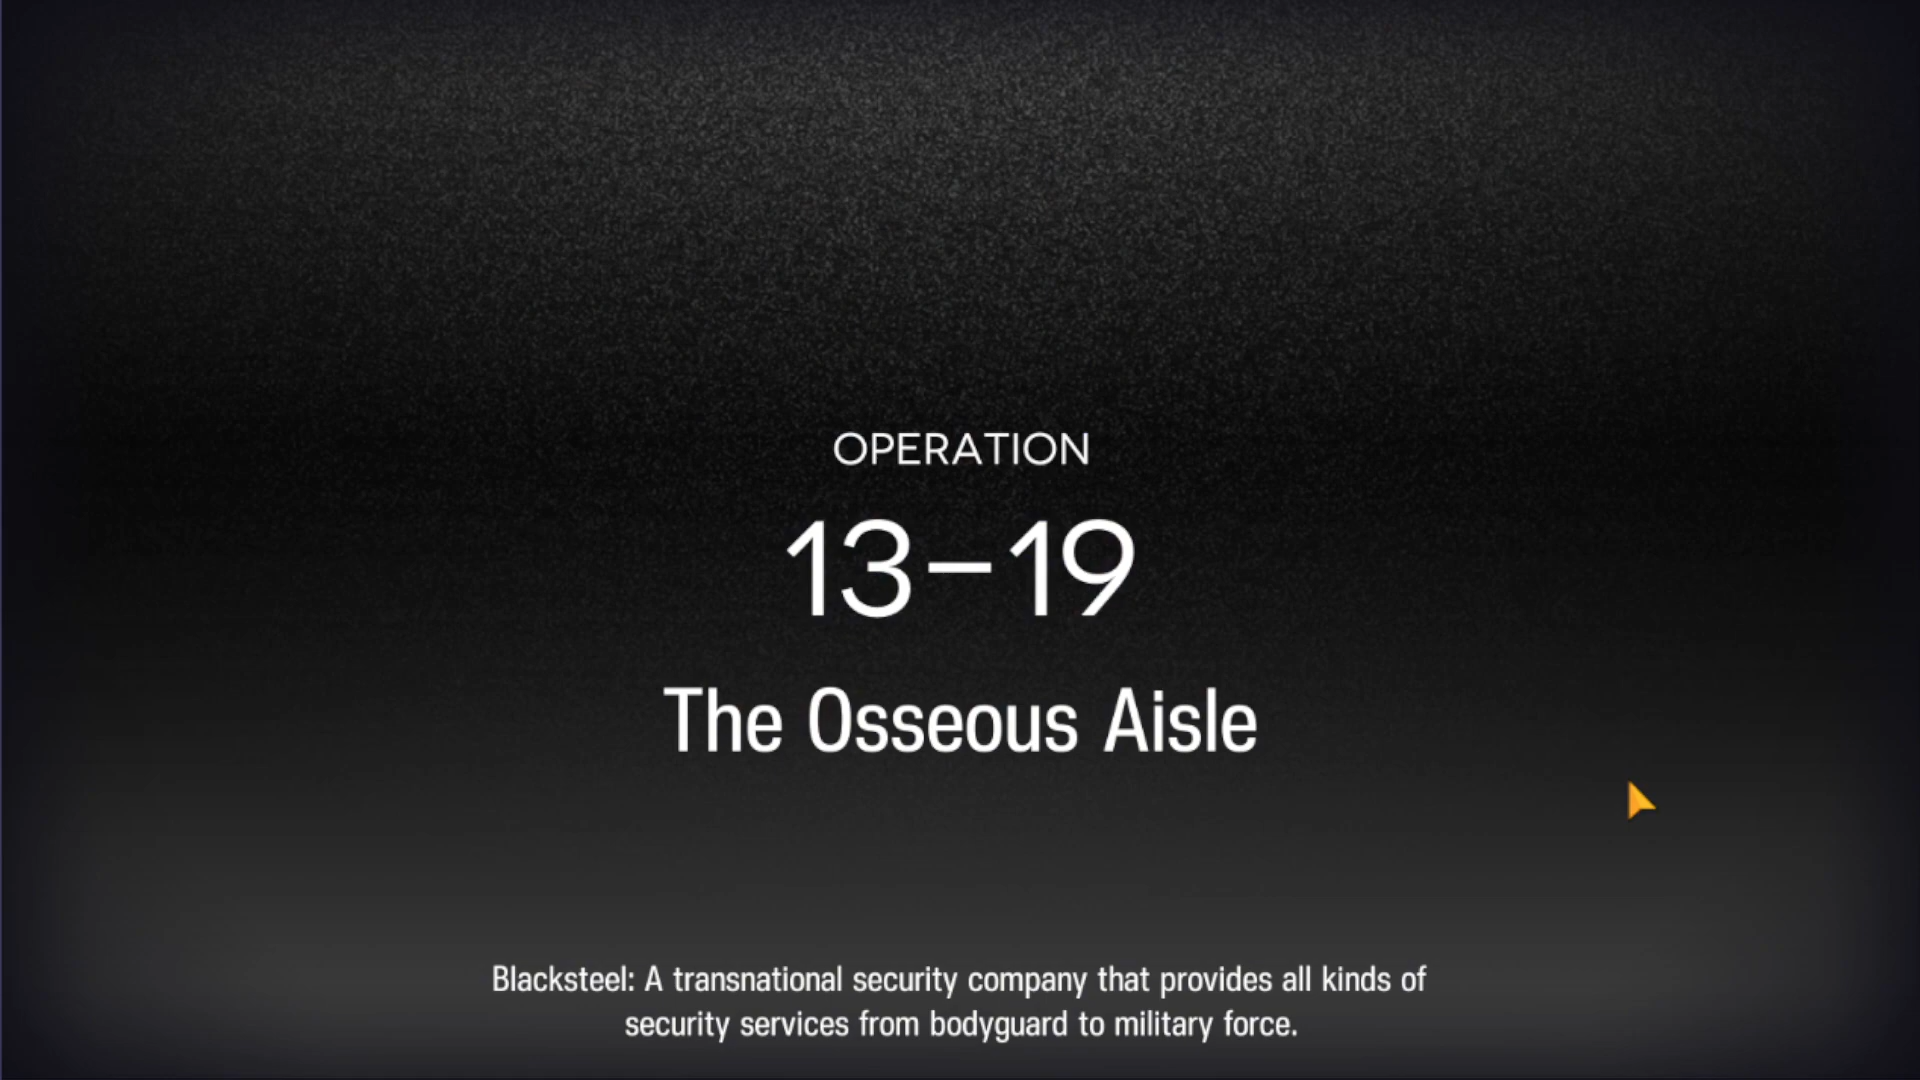 OPERATION
13-19
The Osseous Aisle
Blacksteel: A transnational security company that provides all kinds of
security services from bodyguard to military force.